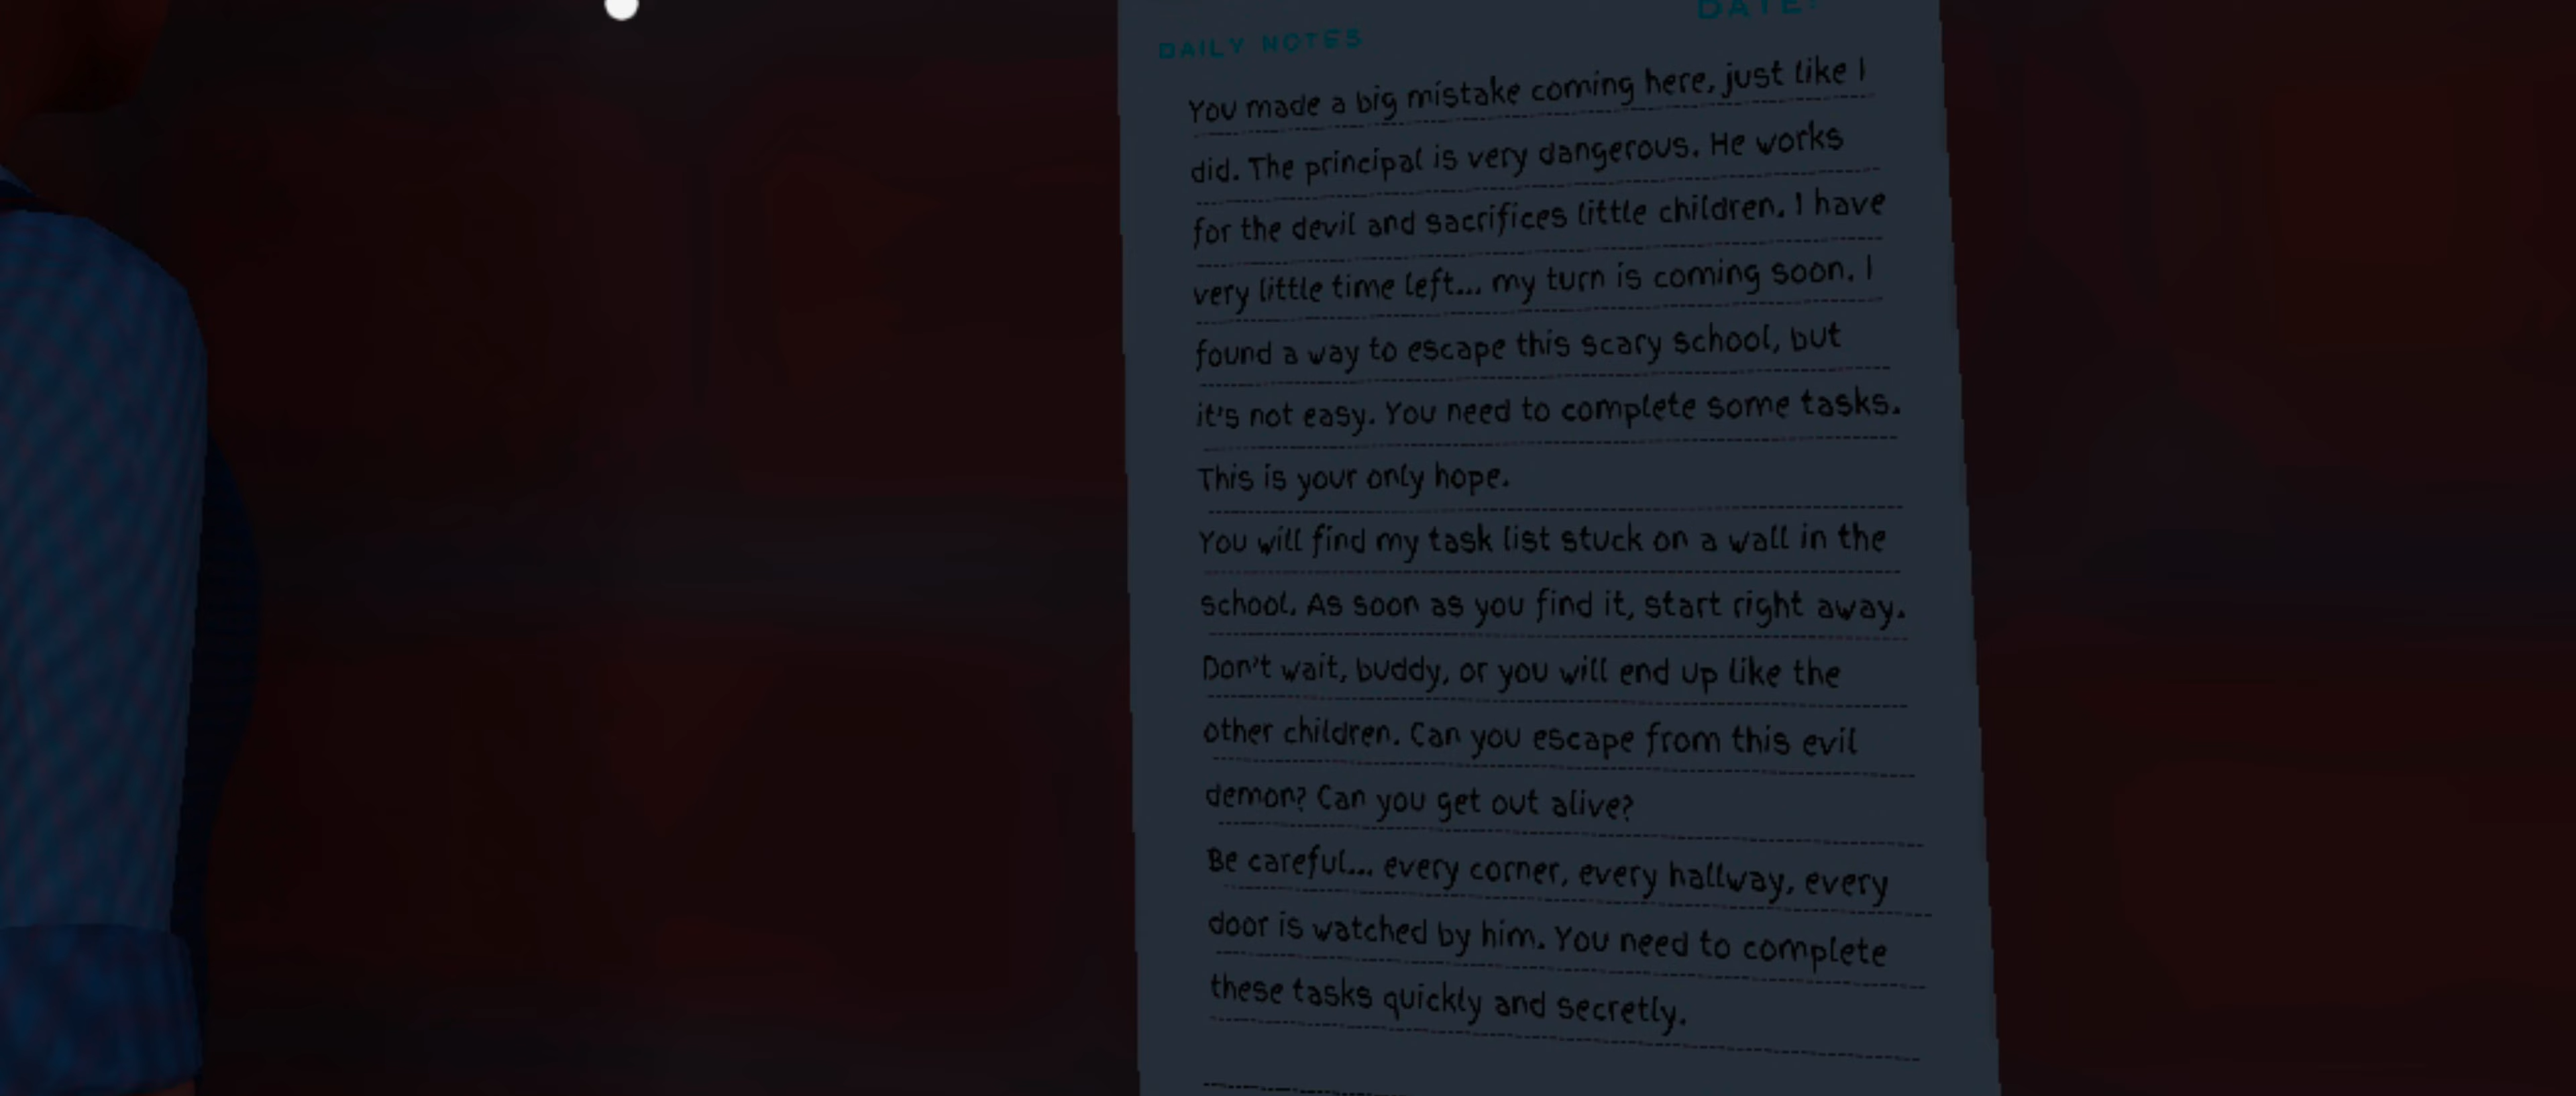 DATE:
DAILY NOTES
You made a big mistake coming here, just like I
did. The principal is very dangerous. He works
for the devil and sacrifices little children. I have
very little time left... my turn is coming soon. I
found a way to escape this scary school, but
it's not easy. You need to complete some tasks.
This is your only hope.
You will find my task list stuck on a wall in the
school. As soon as you find it, start right away.
Don't wait, buddy, or you will end up like the
other children. Can you escape from this evil
demon? Can you get out alive?
Be careful... every corner, every hallway, every
door is watched by him. You need to complete
these tasks quickly and secretly.